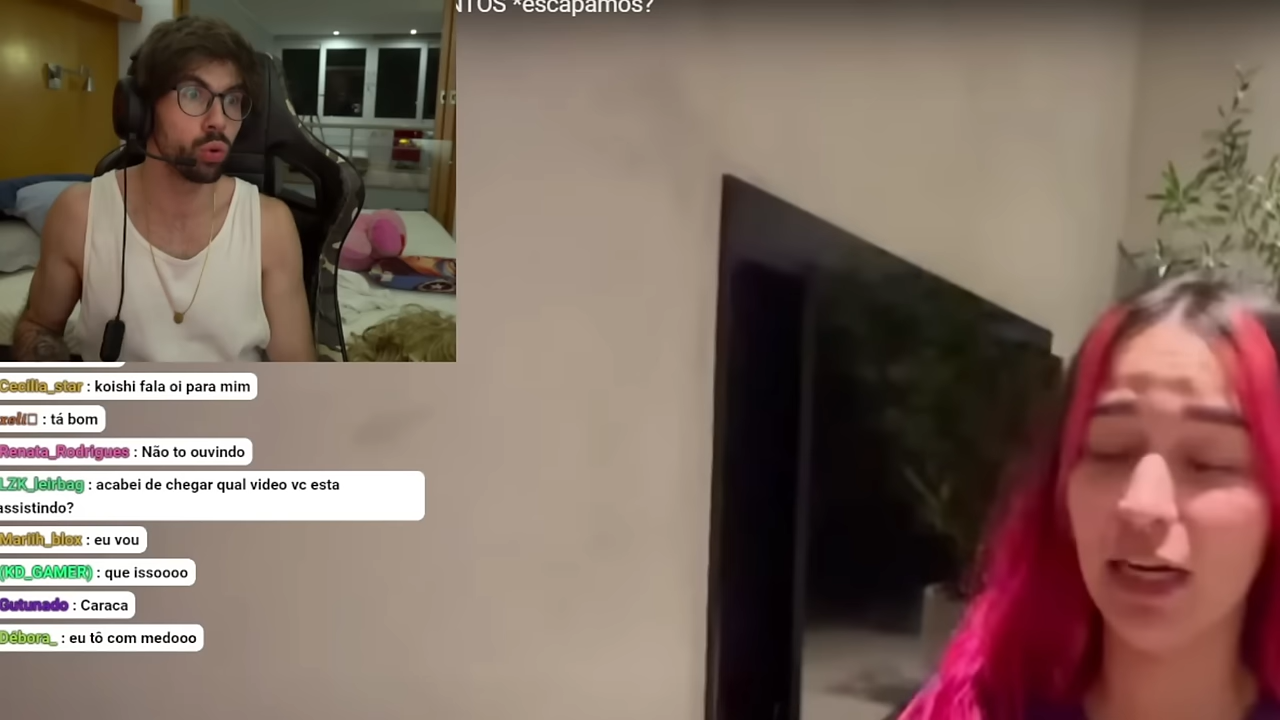 NTOS *escapamos?
Cecilia_star : koishi fala oi para mim
: tá bom
Renata_Rodrigues : Não to ouvindo
LZK_leirbag : acabei de chegar qual video vc esta
assistindo?
Mariih_blox : eu vou
(KD_GAMER) : que issoooo
Gutunado : Caraca
Débora_ : eu tô com medooo